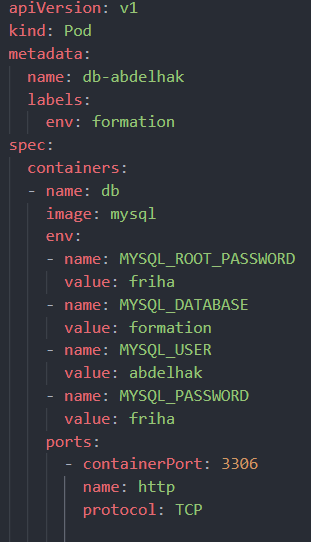 apiVersion: v1
kind: Pod
metadata:
  name: db-abdelhak
  labels:
    env: formation
spec:
  containers:
  - name: db
    image: mysql
    env:
    - name: MYSQL_ROOT_PASSWORD
      value: friha
    - name: MYSQL_DATABASE
      value: formation
    - name: MYSQL_USER
      value: abdelhak
    - name: MYSQL_PASSWORD
      value: friha
    ports:
      - containerPort: 3306
        name: http
        protocol: TCP